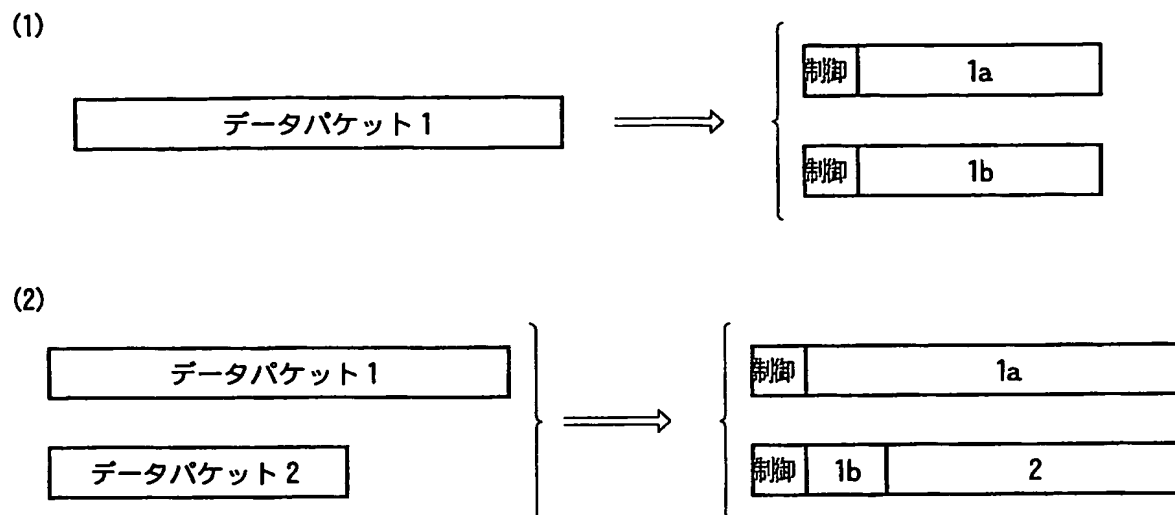 (1)
データパケット1
制御 1a
制御 1b
(2)
データパケット1
データパケット2
制御 1a
制御 1b 2